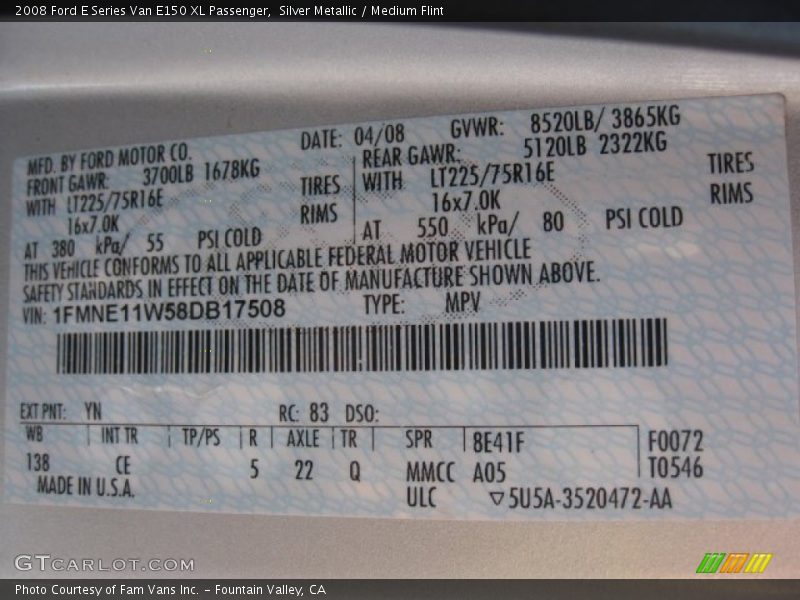 2008 Ford E Series Van E150 XL Passenger,  Silver Metallic / Medium Flint
MFD. BY FORD MOTOR CO. DATE: 04/08 GVWR: 8520LB/ 3865KG
FRONT GAWR: 3700LB 1678KG REAR GAWR: 5120LB 2322KG
WITH LT225/75R16E TIRES WITH LT225/75R16E TIRES
16x7.0K RIMS 16x7.0K RIMS
AT 380 kPa/ 55 PSI COLD AT 550 kPa/ 80 PSI COLD
THIS VEHICLE CONFORMS TO ALL APPLICABLE FEDERAL MOTOR VEHICLE
SAFETY STANDARDS IN EFFECT ON THE DATE OF MANUFACTURE SHOWN ABOVE.
VIN: 1FMNE11W58DB17508 TYPE: MPV
EXT PNT: YN RC: 83 DSO:
WB INT TR TP/PS R AXLE TR SPR 8E41F F0072
138 CE 5 22 Q MMCC A05 T0546
MADE IN U.S.A. ULC ▽5U5A-3520472-AA
GTCARLOT.COM
Photo Courtesy of Fam Vans Inc. – Fountain Valley, CA